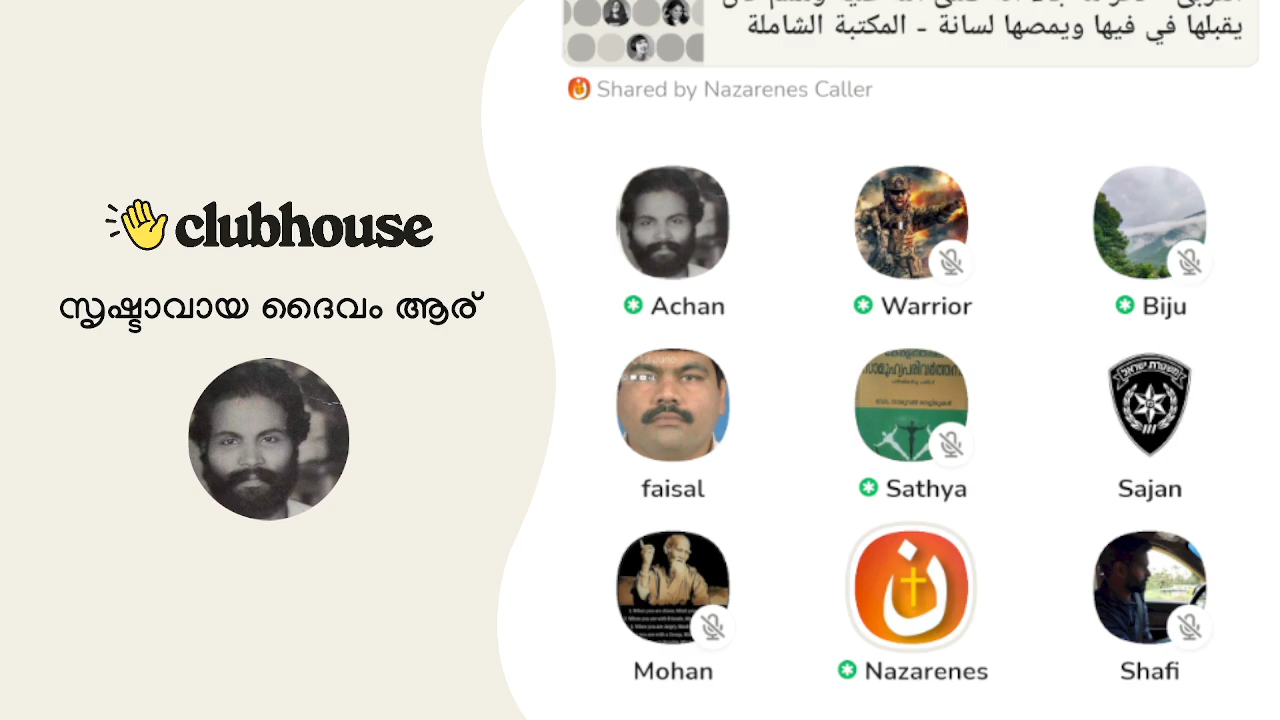 clubhouse
സൃഷ്ടാവായ ദൈവം ആര്
يقبلها في فيها ويمصها لسانة - المكتبة الشاملة
Shared by Nazarenes Caller
Achan
Warrior
Biju
faisal
Sathya
Sajan
Mohan
Nazarenes
Shafi